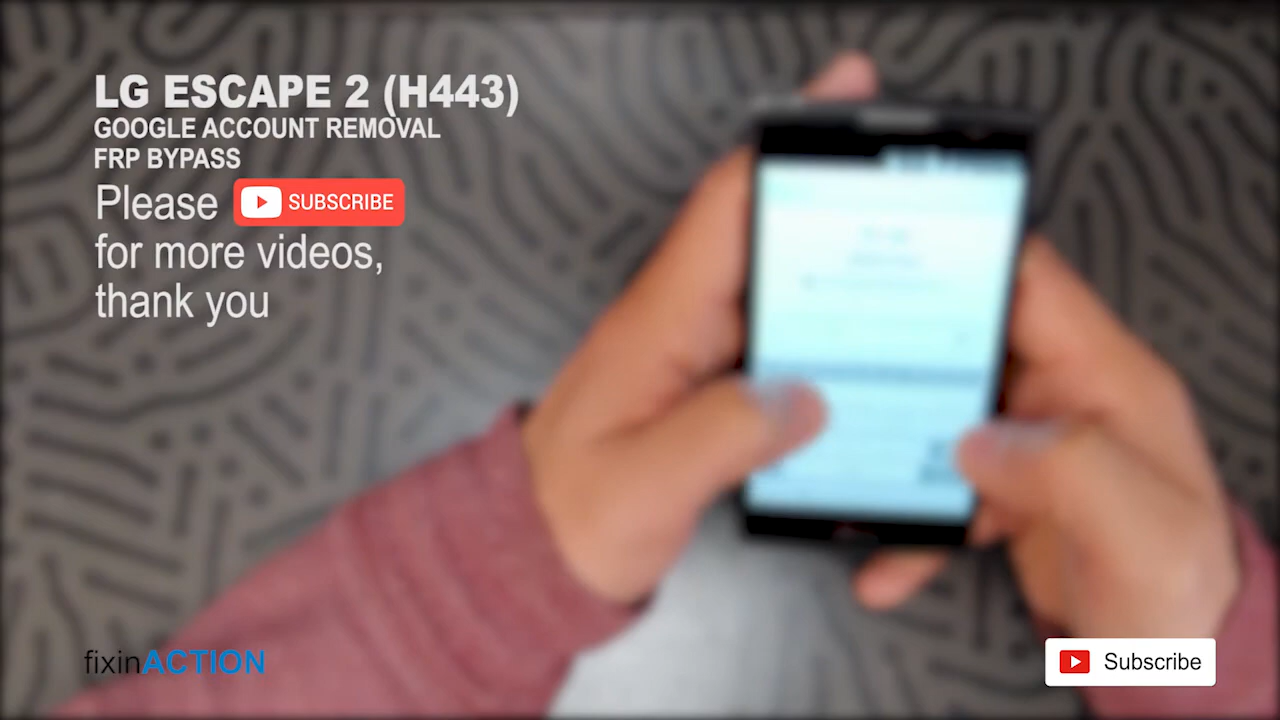 LG ESCAPE 2 (H443)
GOOGLE ACCOUNT REMOVAL
FRP BYPASS
Please SUBSCRIBE
for more videos,
thank you
fixinACTION
Subscribe